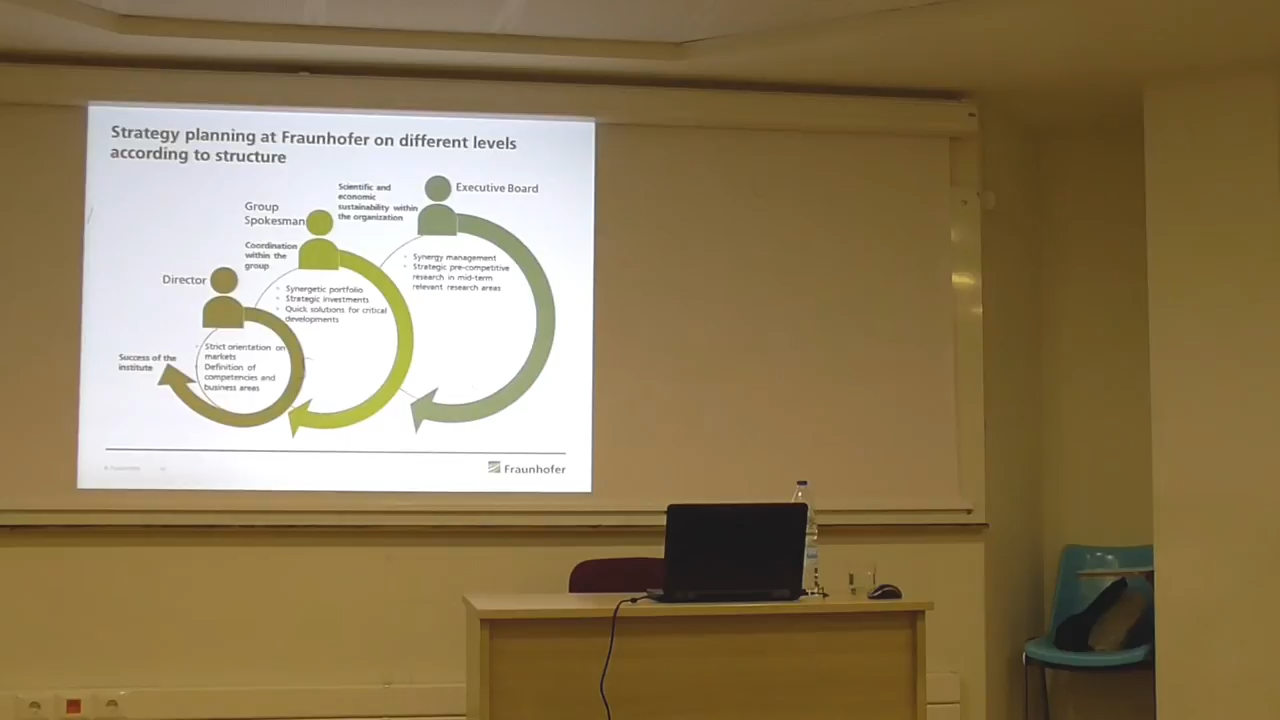 Strategy planning at Fraunhofer on different levels
according to structure
Executive Board
Scientific and
economic
sustainability within
the organization
Synergy management
Strategic pre-competitive
research in mid-term
relevant research areas
Group
Spokesman
Coordination
within the
group
Synergetic portfolio
Strategic investments
Quick solutions for critical
developments
Director
Strict orientation on
markets
Definition of
competencies and
business areas
Success of the
institute
© Fraunhofer
Fraunhofer